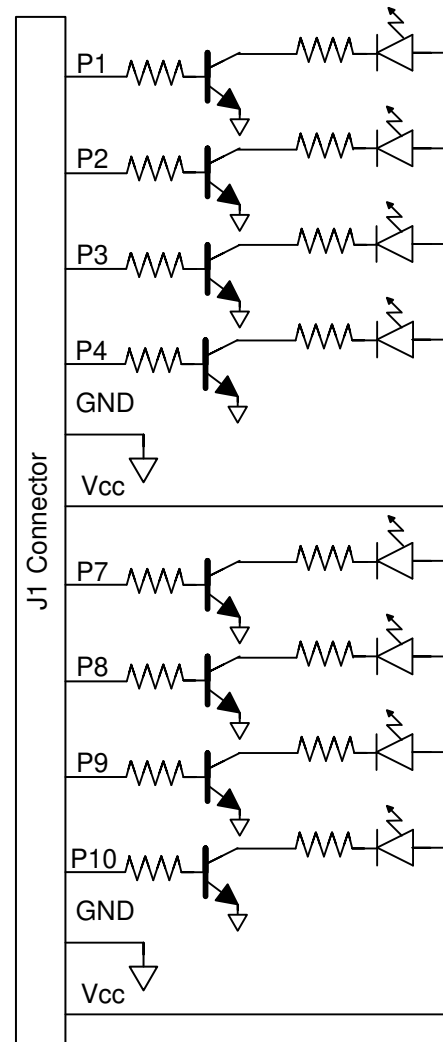 P1
P2
P3
P4
GND
Vcc
J1 Connector
P7
P8
P9
P10
GND
Vcc